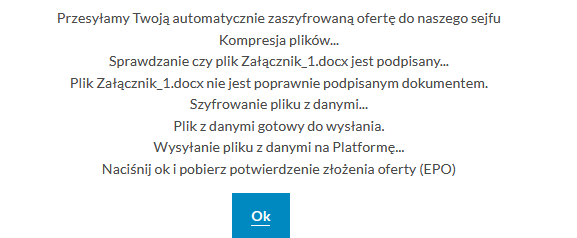 Przesyłamy Twoją automatycznie zaszyfrowaną ofertę do naszego sejfu
Kompresja plików...
Sprawdzanie czy plik Załącznik_1.docx jest podpisany...
Plik Załącznik_1.docx nie jest poprawnie podpisanym dokumentem.
Szyfrowanie pliku z danymi...
Plik z danymi gotowy do wysłania.
Wysyłanie pliku z danymi na Platformę...
Naciśnij ok i pobierz potwierdzenie złożenia oferty (EPO)
Ok